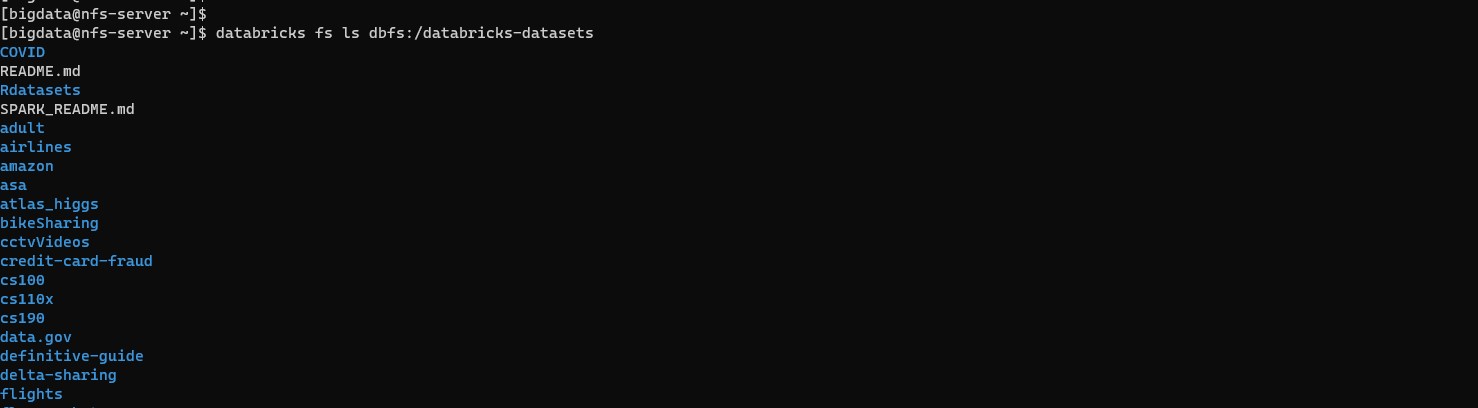 [bigdata@nfs-server ~]$
[bigdata@nfs-server ~]$ databricks fs ls dbfs:/databricks-datasets
COVID
README.md
Rdatasets
SPARK_README.md
adult
airlines
amazon
asa
atlas_higgs
bikeSharing
cctvVideos
credit-card-fraud
cs100
cs110x
cs190
data.gov
definitive-guide
delta-sharing
flights